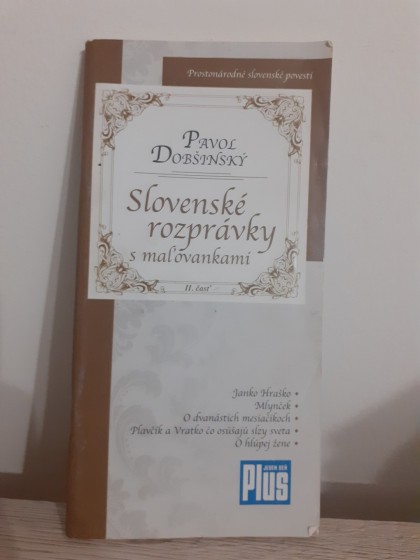 Prostonárodné slovenské povesti
PAVOL
DOBŠINSKÝ
Slovenské
rozprávky
s maľovankami
II. časť
Janko Hraško •
Mlynček •
O dvanástich mesiačikoch •
Plavčík a Vratko čo osúšajú slzy sveta •
O hlúpej žene •
JEDEN DEŇ
Plus